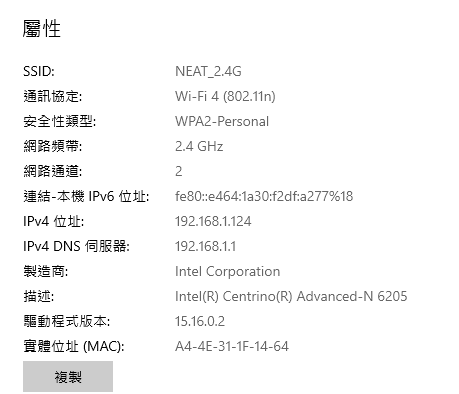 屬性
SSID: NEAT_2.4G
通訊協定: Wi-Fi 4 (802.11n)
安全性類型: WPA2-Personal
網路頻帶: 2.4 GHz
網路通道: 2
連結-本機 IPv6 位址: fe80::e464:1a30:f2df:a277%18
IPv4 位址: 192.168.1.124
IPv4 DNS 伺服器: 192.168.1.1
製造商: Intel Corporation
描述: Intel(R) Centrino(R) Advanced-N 6205
驅動程式版本: 15.16.0.2
實體位址 (MAC): A4-4E-31-1F-14-64
複製